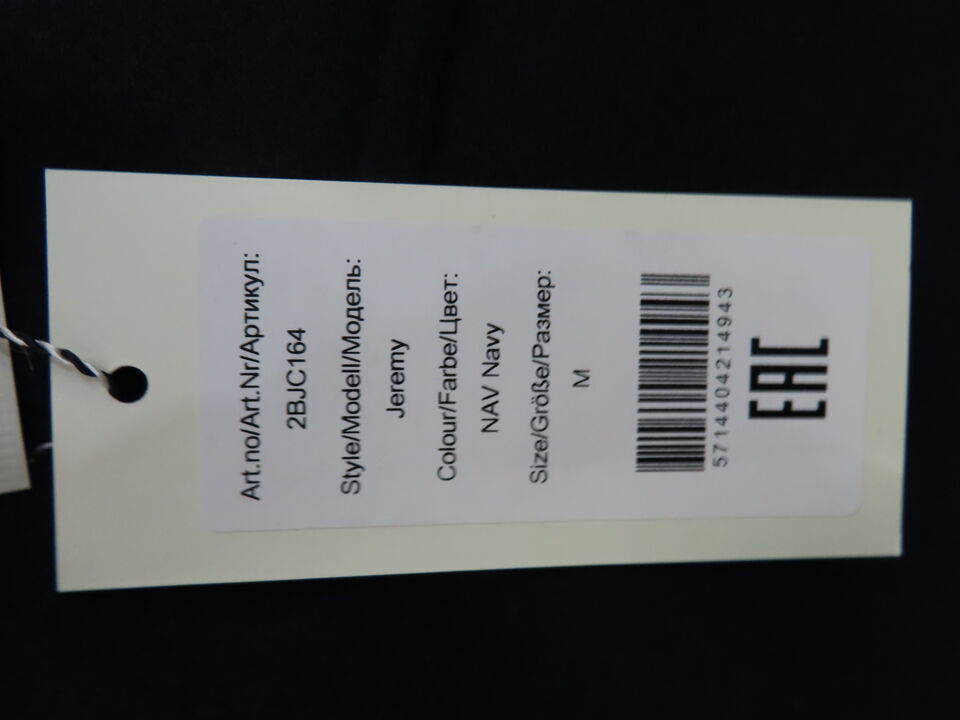 Art.no/Art.Nr/Артикул:
2BJC164
Style/Modell/Модель:
Jeremy
Colour/Farbe/Цвет:
NAV Navy
Size/Größe/Размер:
M
5714404214943
EAC